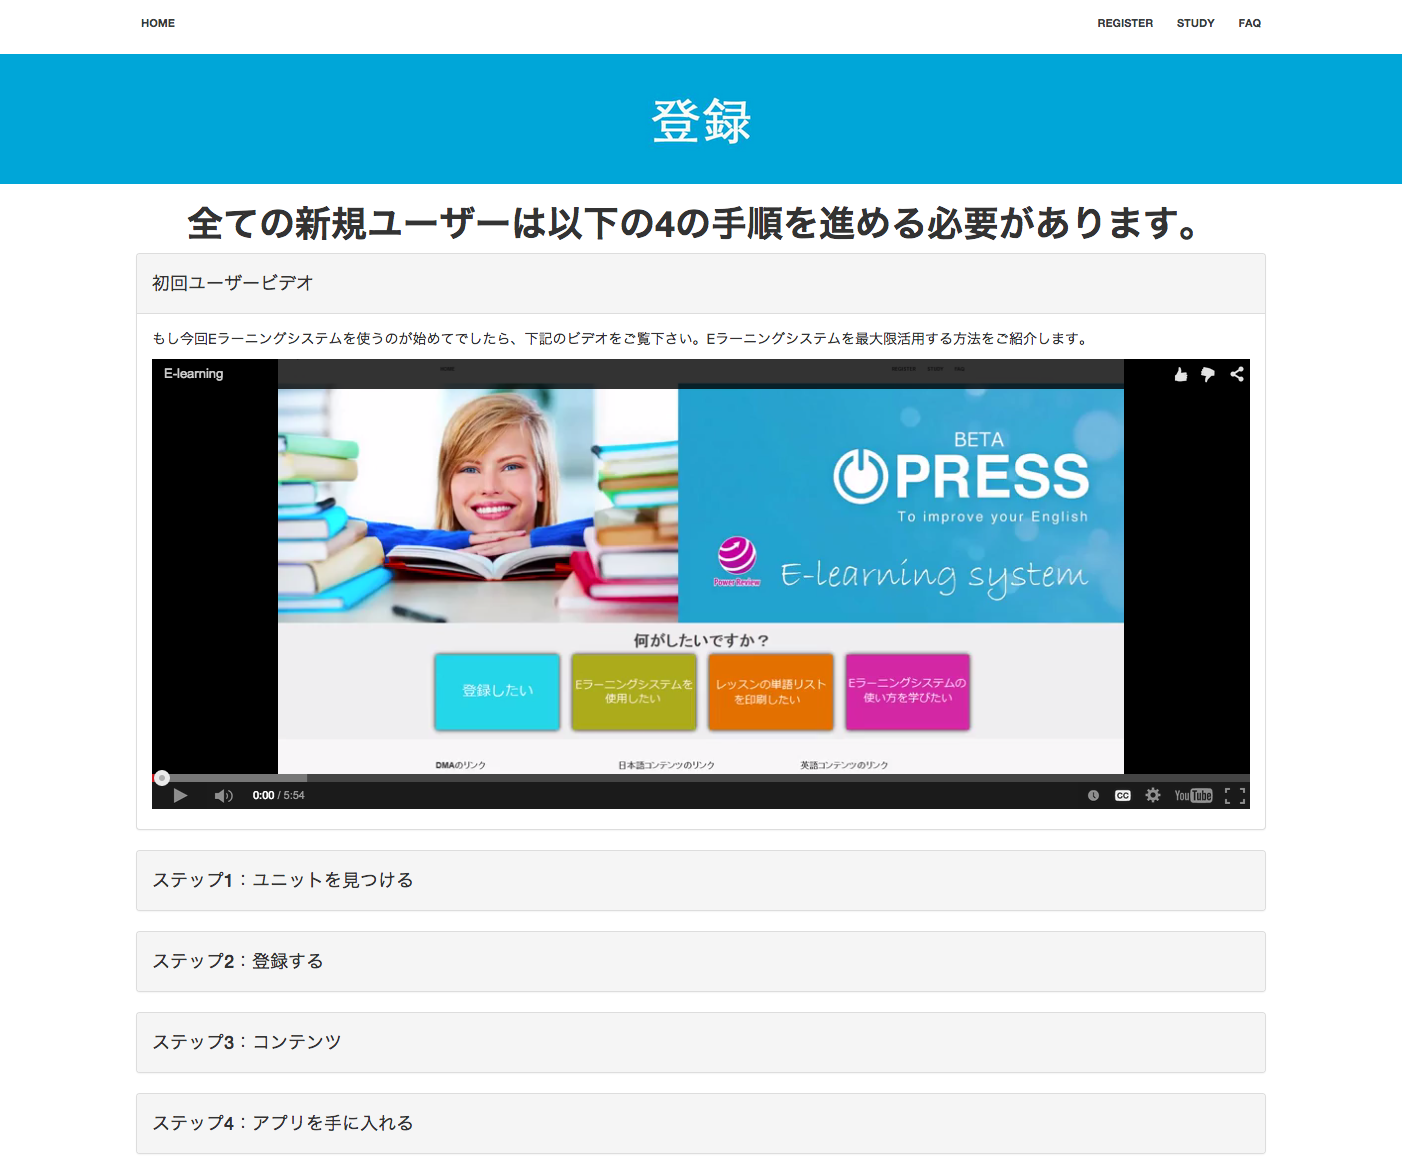 HOME
REGISTER STUDY FAQ
登録
全ての新規ユーザーは以下の4の手順を進める必要があります。
初回ユーザービデオ
もし今回Eラーニングシステムを使うのが始めてでしたら、下記のビデオをご覧下さい。Eラーニングシステムを最大限活用する方法をご紹介します。
E-learning
HOME
REGISTER STUDY FAQ
BETA
PRESS
To improve your English
Power Review
E-learning system
何がしたいですか？
登録したい
Eラーニングシステムを
使用したい
レッスンの単語リスト
を印刷したい
Eラーニングシステムの
使い方を学びたい
DMAのリンク
日本語コンテンツのリンク
英語コンテンツのリンク
0:00 / 5:54
CC
YouTube
ステップ1：ユニットを見つける
ステップ2：登録する
ステップ3：コンテンツ
ステップ4：アプリを手に入れる